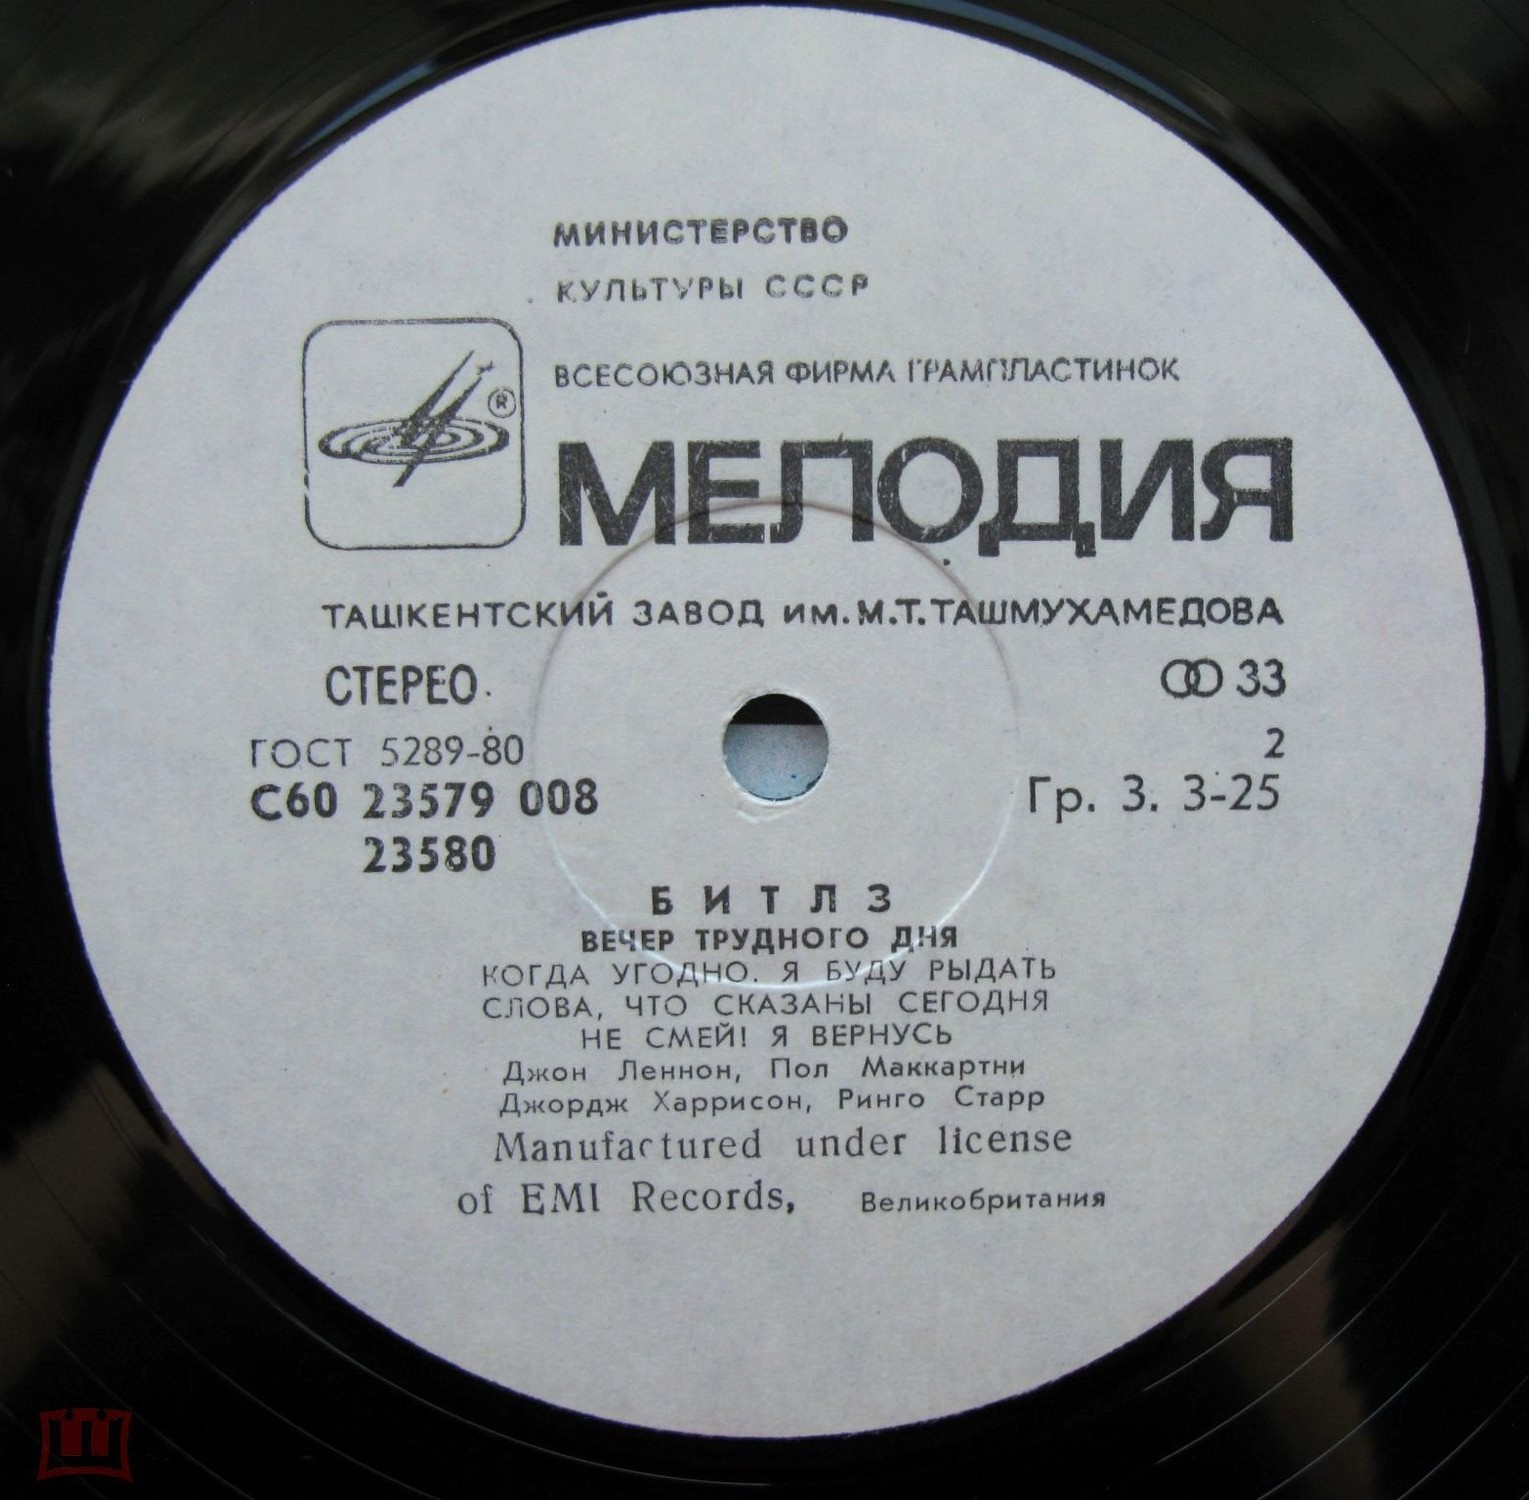 МИНИСТЕРСТВО
КУЛЬТУРЫ СССР
ВСЕСОЮЗНАЯ ФИРМА ГРАМПЛАСТИНОК
®
МЕЛОДИЯ
ТАШКЕНТСКИЙ ЗАВОД им. М.Т. ТАШМУХАМЕДОВА
СТЕРЕО 33
ГОСТ 5289-80 2
С60 23579 008 Гр. 3. 3-25
23580
БИТЛЗ
ВЕЧЕР ТРУДНОГО ДНЯ
КОГДА УГОДНО. Я БУДУ РЫДАТЬ
СЛОВА, ЧТО СКАЗАНЫ СЕГОДНЯ
НЕ СМЕЙ! Я ВЕРНУСЬ
Джон Леннон, Пол Маккартни
Джордж Харрисон, Ринго Старр
Manufactured under license
of EMI Records, Великобритания